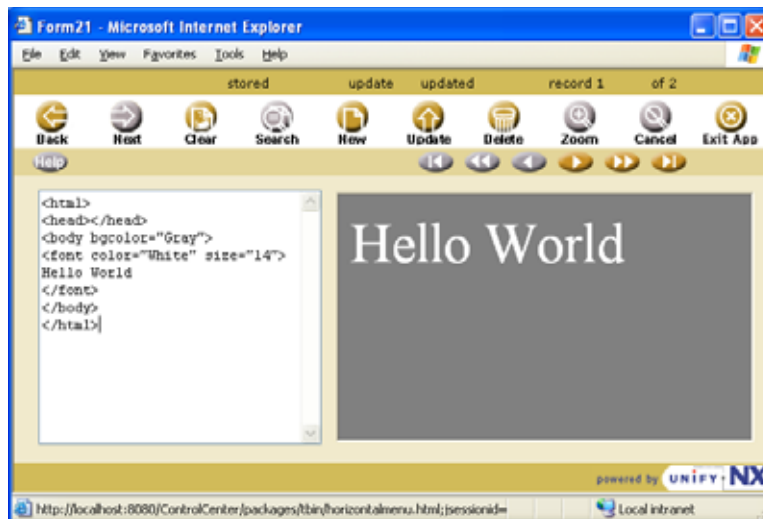 Form21 - Microsoft Internet Explorer
File Edit View Favorites Tools Help
stored update updated record 1 of 2
Back Next Clear Search New Update Delete Zoom Cancel Exit App
Help
<html>
<head></head>
<body bgcolor="Gray">
<font color="White" size="14">
Hello World
</font>
</body>
</html>
Hello World
powered by UNIFY NX
http://localhost:8080/ControlCenter/packages/tbin/horizontalmenu.html;jsessionid= Local intranet